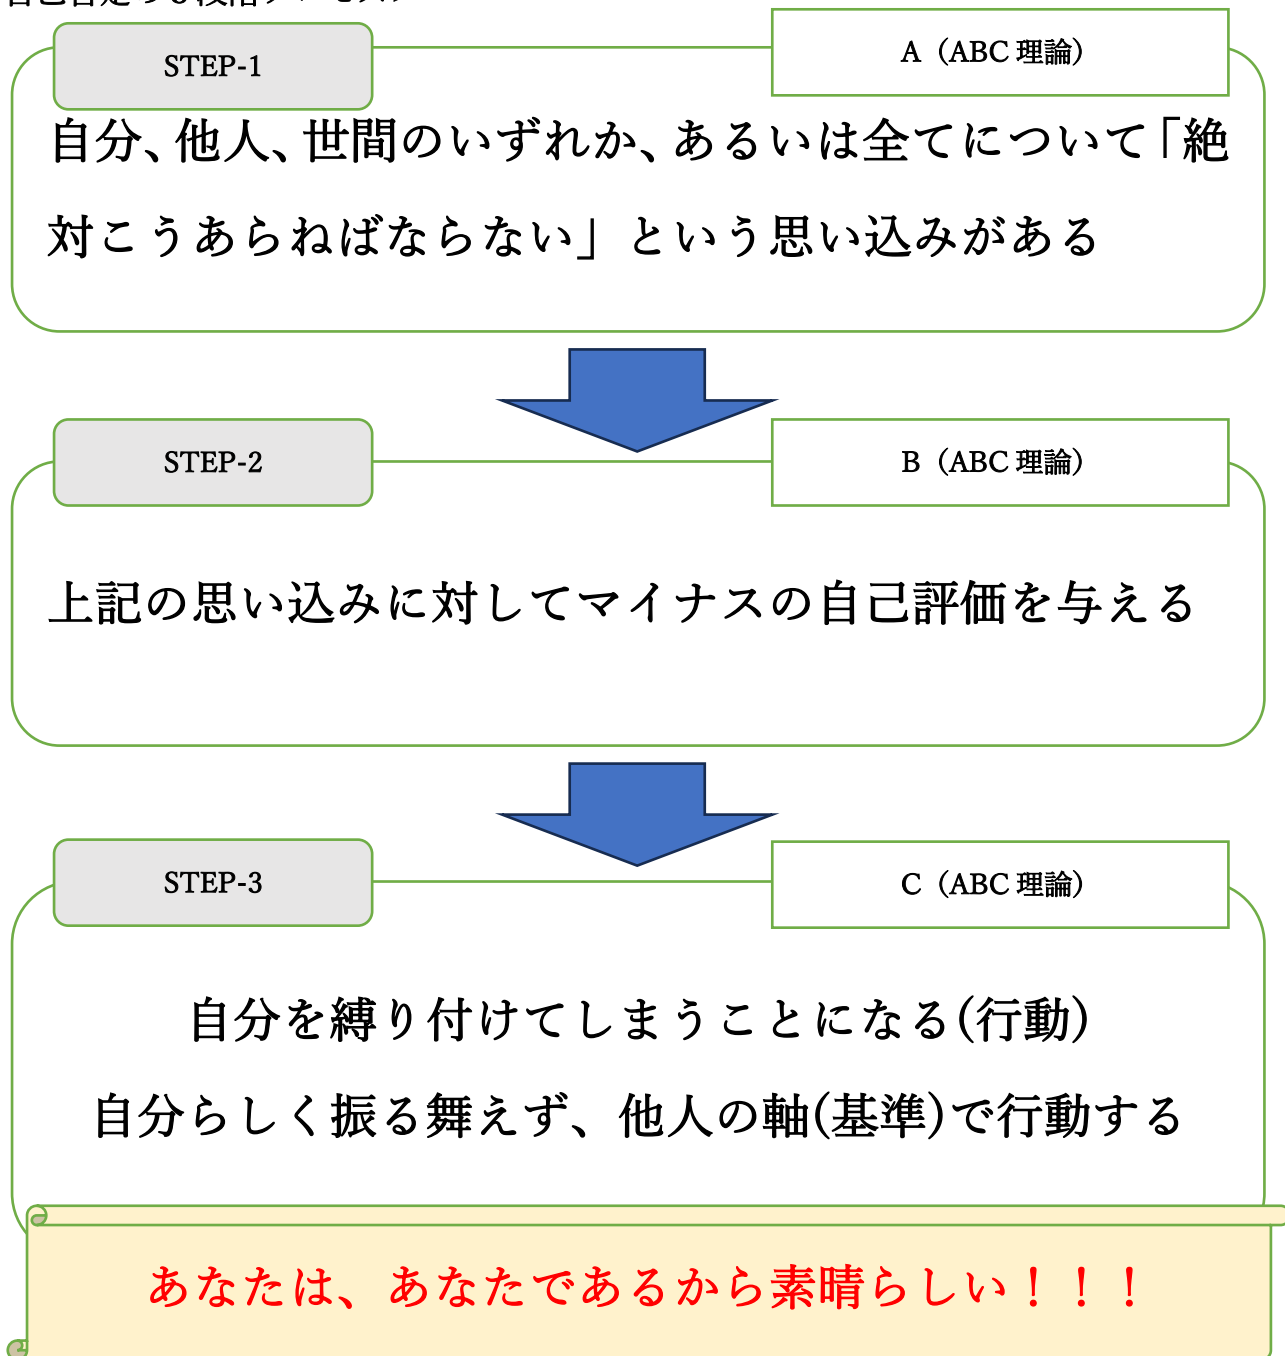 STEP-1
A（ABC 理論）
自分、他人、世間のいずれか、あるいは全てについて「絶
対こうあらねばならない」という思い込みがある
STEP-2
B（ABC 理論）
上記の思い込みに対してマイナスの自己評価を与える
STEP-3
C（ABC 理論）
自分を縛り付けてしまうことになる(行動)
自分らしく振る舞えず、他人の軸(基準)で行動する
あなたは、あなたであるから素晴らしい！！！